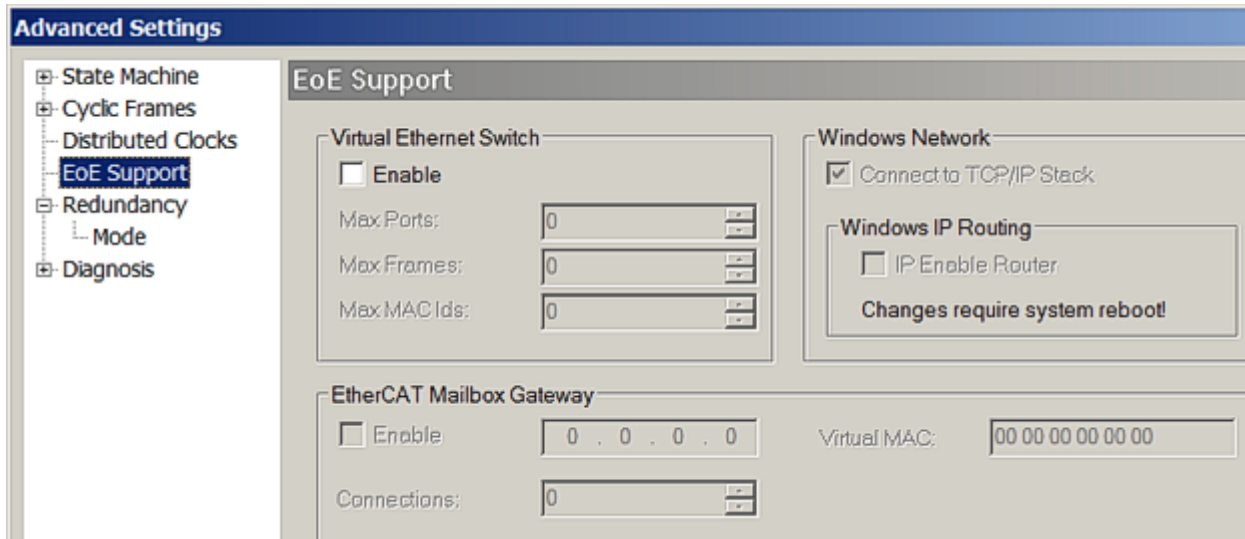 Advanced Settings
State Machine
Cyclic Frames
Distributed Clocks
EoE Support
Redundancy
Mode
Diagnosis
EoE Support
Virtual Ethernet Switch
Enable
Max Ports: 0
Max Frames: 0
Max MAC Ids: 0
Windows Network
Connect to TCP/IP Stack
Windows IP Routing
IP Enable Router
Changes require system reboot!
EtherCAT Mailbox Gateway
Enable 0 . 0 . 0 . 0 Virtual MAC: 00 00 00 00 00 00
Connections: 0